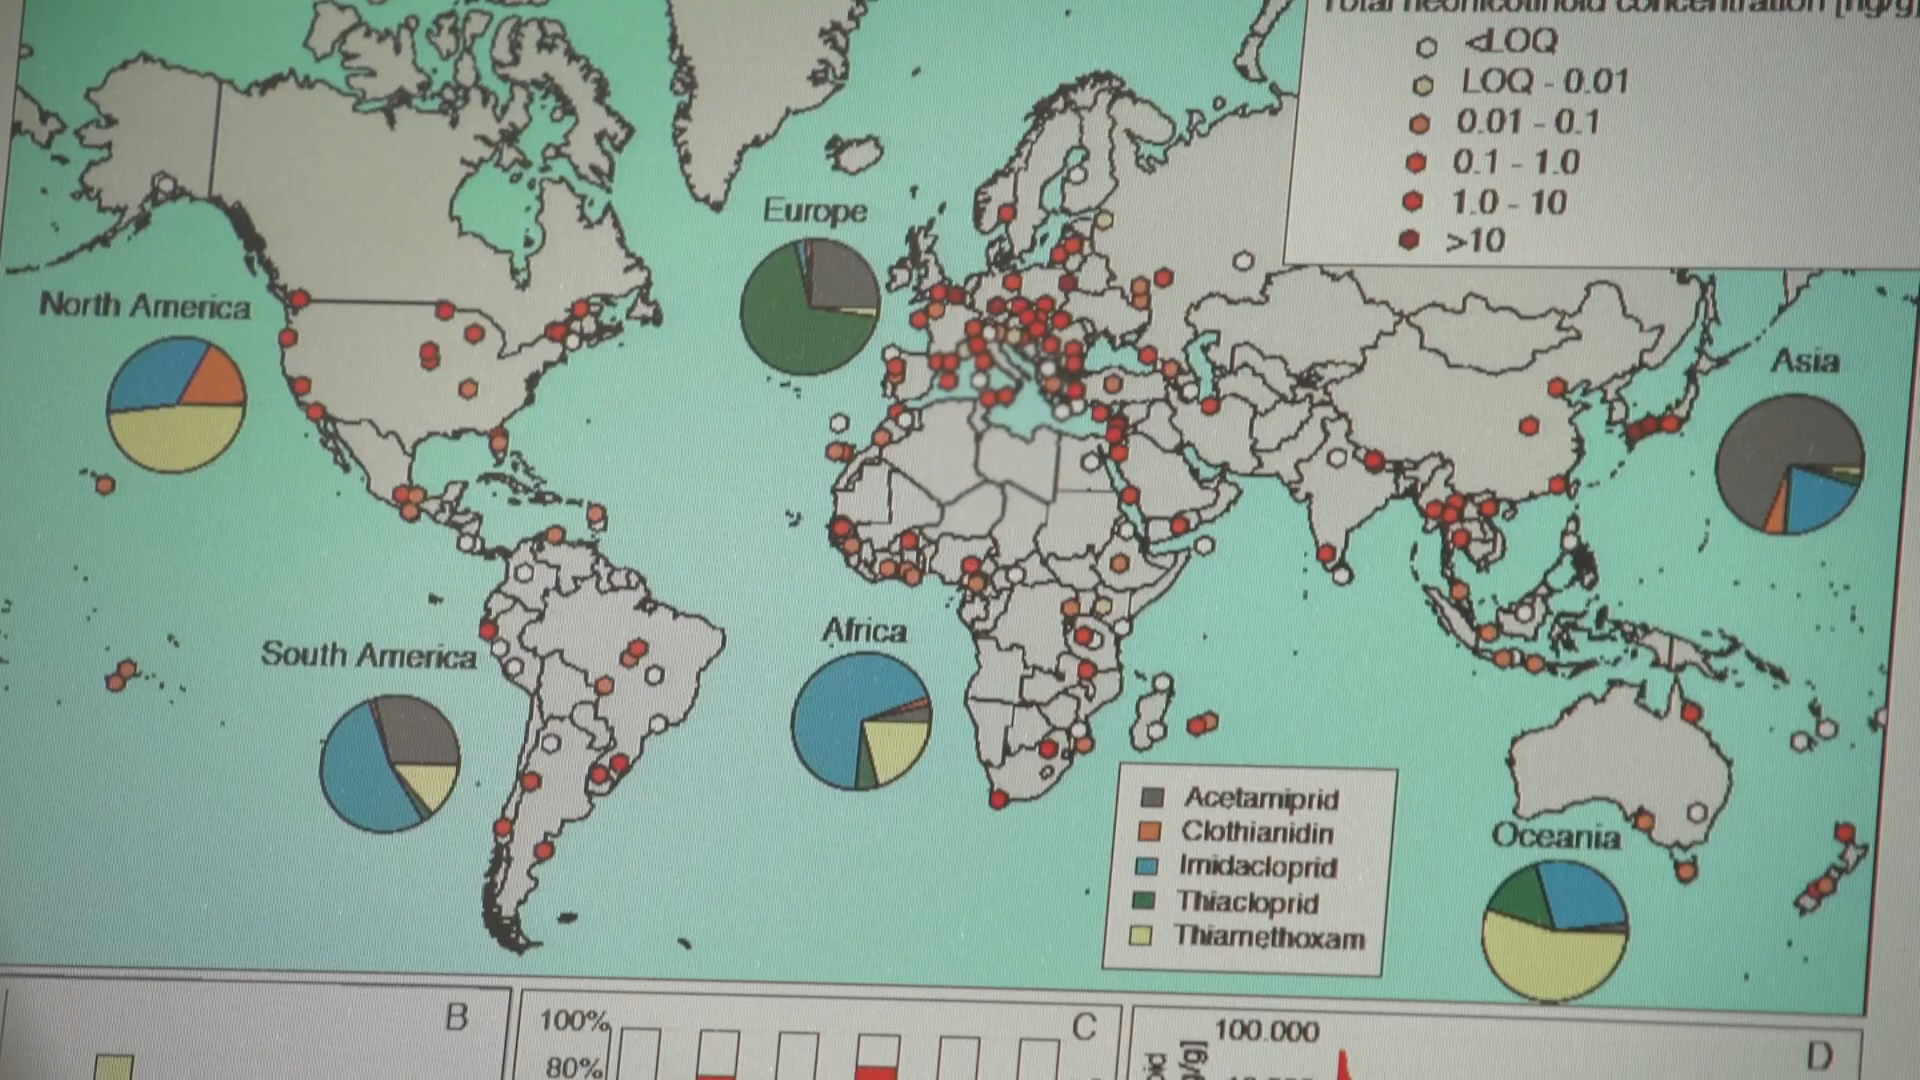 Total neonicotinoid concentration [ng/g]
<LOQ
LOQ - 0.01
0.01 - 0.1
0.1 - 1.0
1.0 - 10
>10
Europe
North America
Asia
South America
Africa
Acetamiprid
Clothianidin
Imidacloprid
Thiacloprid
Thiamethoxam
Oceania
B
100%
80%
C
100.000
D